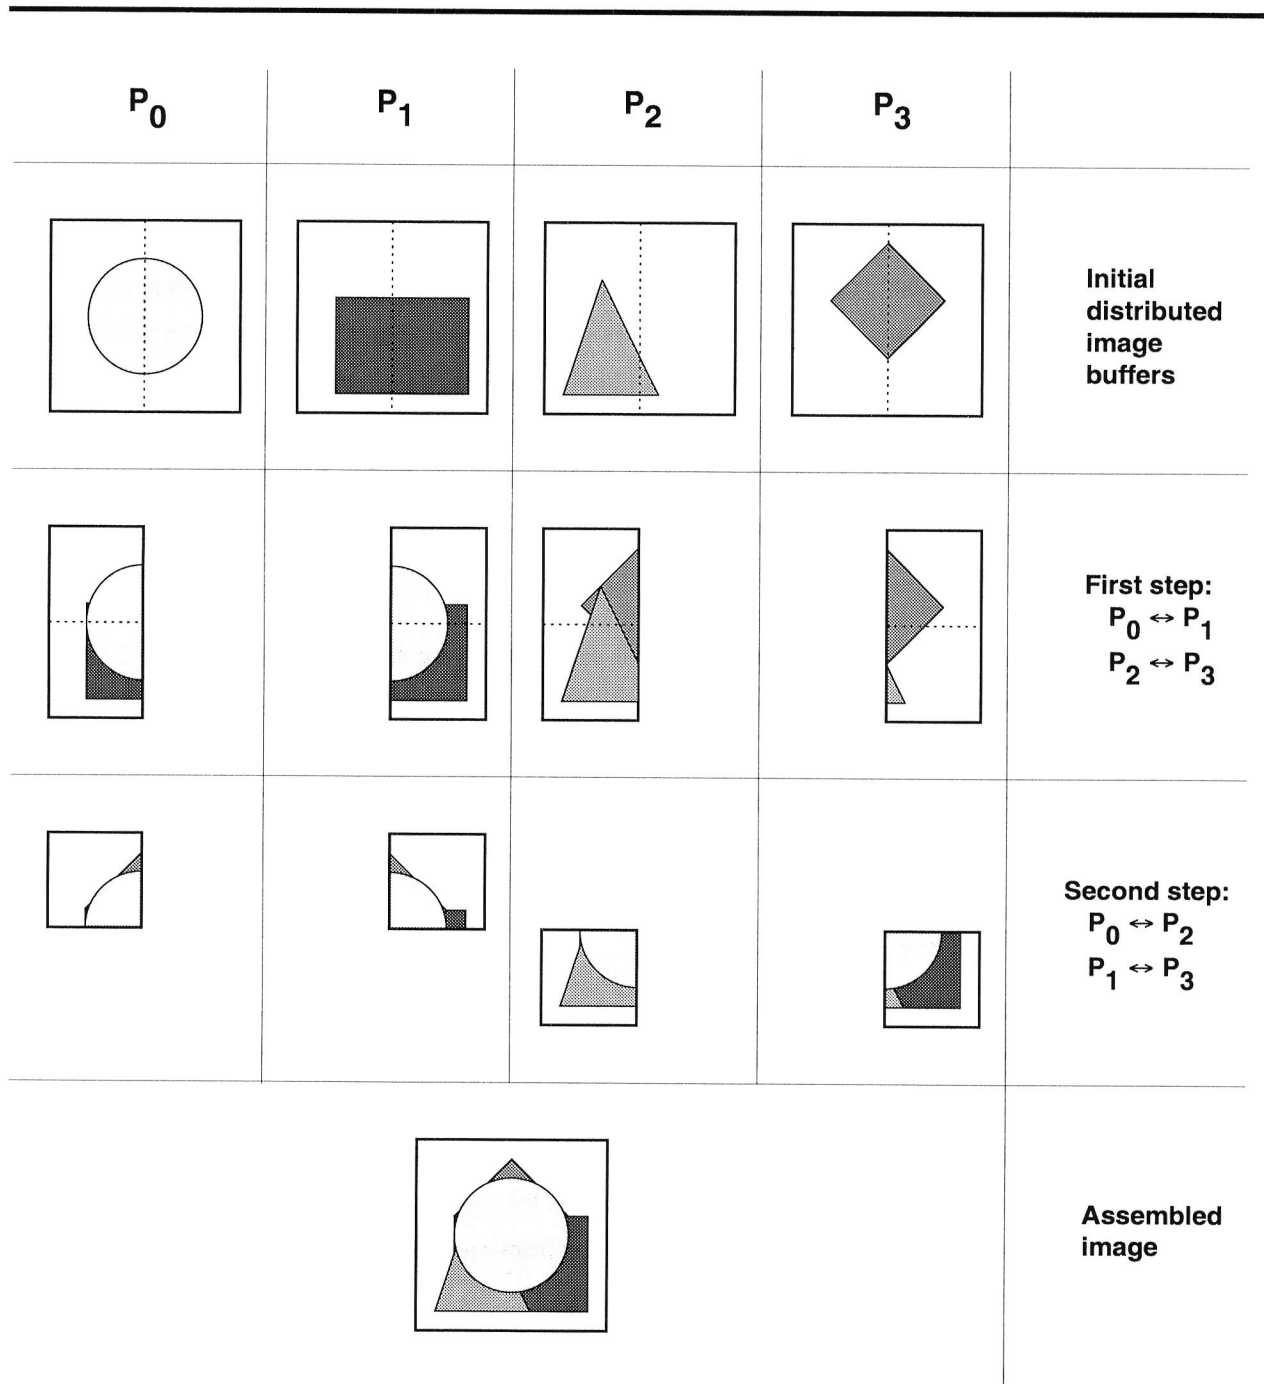 P0 P1 P2 P3
Initial
distributed
image
buffers
First step:
P0 ↔ P1
P2 ↔ P3
Second step:
P0 ↔ P2
P1 ↔ P3
Assembled
image